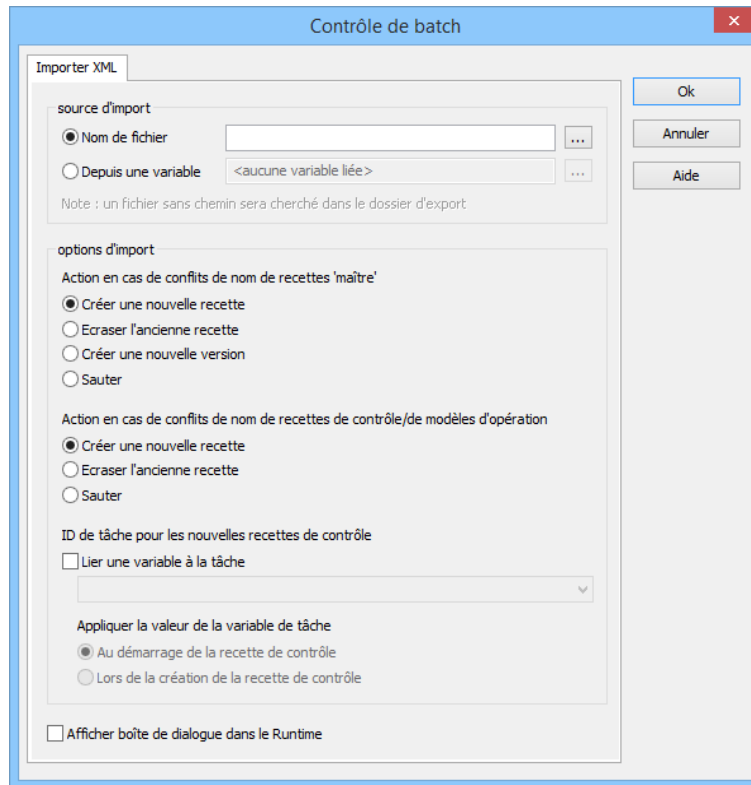 Contrôle de batch
Importer XML
Ok
Annuler
Aide
source d'import
Nom de fichier
...
Depuis une variable
<aucune variable liée>
...
Note : un fichier sans chemin sera cherché dans le dossier d'export
options d'import
Action en cas de conflits de nom de recettes 'maître'
Créer une nouvelle recette
Ecraser l'ancienne recette
Créer une nouvelle version
Sauter
Action en cas de conflits de nom de recettes de contrôle/de modèles d'opération
Créer une nouvelle recette
Ecraser l'ancienne recette
Sauter
ID de tâche pour les nouvelles recettes de contrôle
Lier une variable à la tâche
Appliquer la valeur de la variable de tâche
Au démarrage de la recette de contrôle
Lors de la création de la recette de contrôle
Afficher boîte de dialogue dans le Runtime